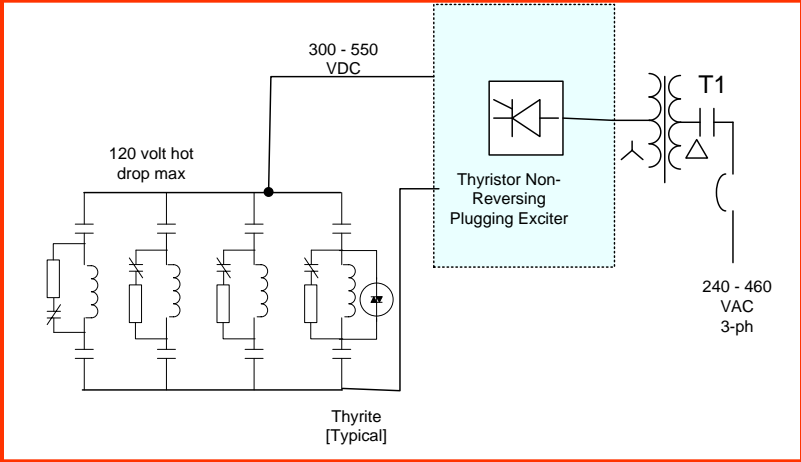 300 - 550
VDC
T1
120 volt hot
drop max
Thyristor Non-
Reversing
Plugging Exciter
240 - 460
VAC
3-ph
Thyrite
[Typical]